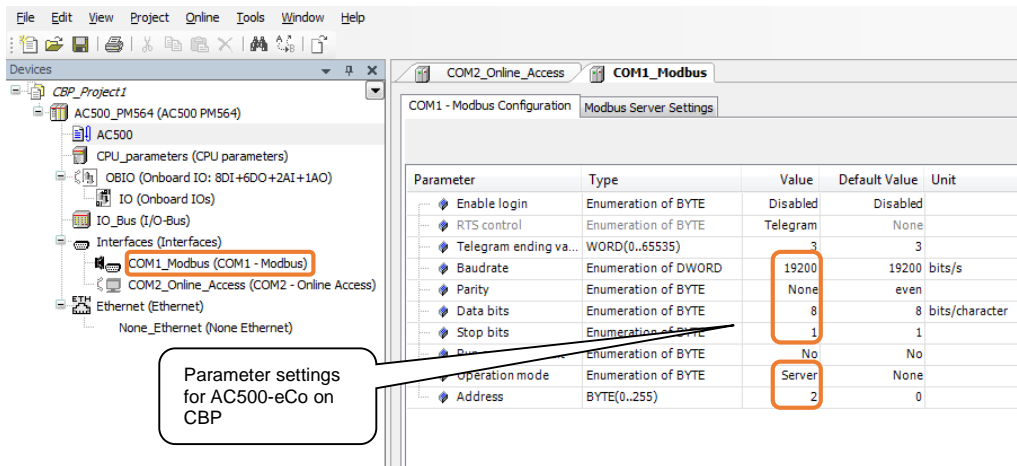 File Edit View Project Online Tools Window Help
Devices
COM2_Online_Access COM1_Modbus
CBP_Project1
AC500_PM564 (AC500 PM564)
AC500
CPU_parameters (CPU parameters)
OBIO (Onboard IO: 8DI+6DO+2AI+1AO)
IO (Onboard IOs)
IO_Bus (I/O-Bus)
Interfaces (Interfaces)
COM1_Modbus (COM1 - Modbus)
COM2_Online_Access (COM2 - Online Access)
ETH
Ethernet (Ethernet)
None_Ethernet (None Ethernet)
COM1 - Modbus Configuration Modbus Server Settings
Parameter Type Value Default Value Unit
Enable login Enumeration of BYTE Disabled Disabled
RTS control Enumeration of BYTE Telegram None
Telegram ending va... WORD(0..65535) 3 3
Baudrate Enumeration of DWORD 19200 19200 bits/s
Parity Enumeration of BYTE None even
Data bits Enumeration of BYTE 8 8 bits/character
Stop bits Enumeration of BYTE 1 1
Enumeration of BYTE No No
Operation mode Enumeration of BYTE Server None
Address BYTE(0..255) 2 0
Parameter settings
for AC500-eCo on
CBP